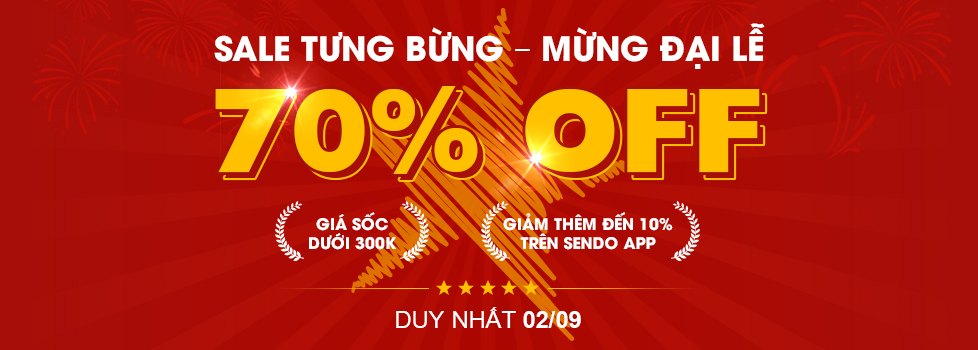 SALE TƯNG BỪNG – MỪNG ĐẠI LỄ
70% OFF
GIÁ SỐC
DƯỚI 300K
GIẢM THÊM ĐẾN 10%
TRÊN SENDO APP
DUY NHẤT 02/09